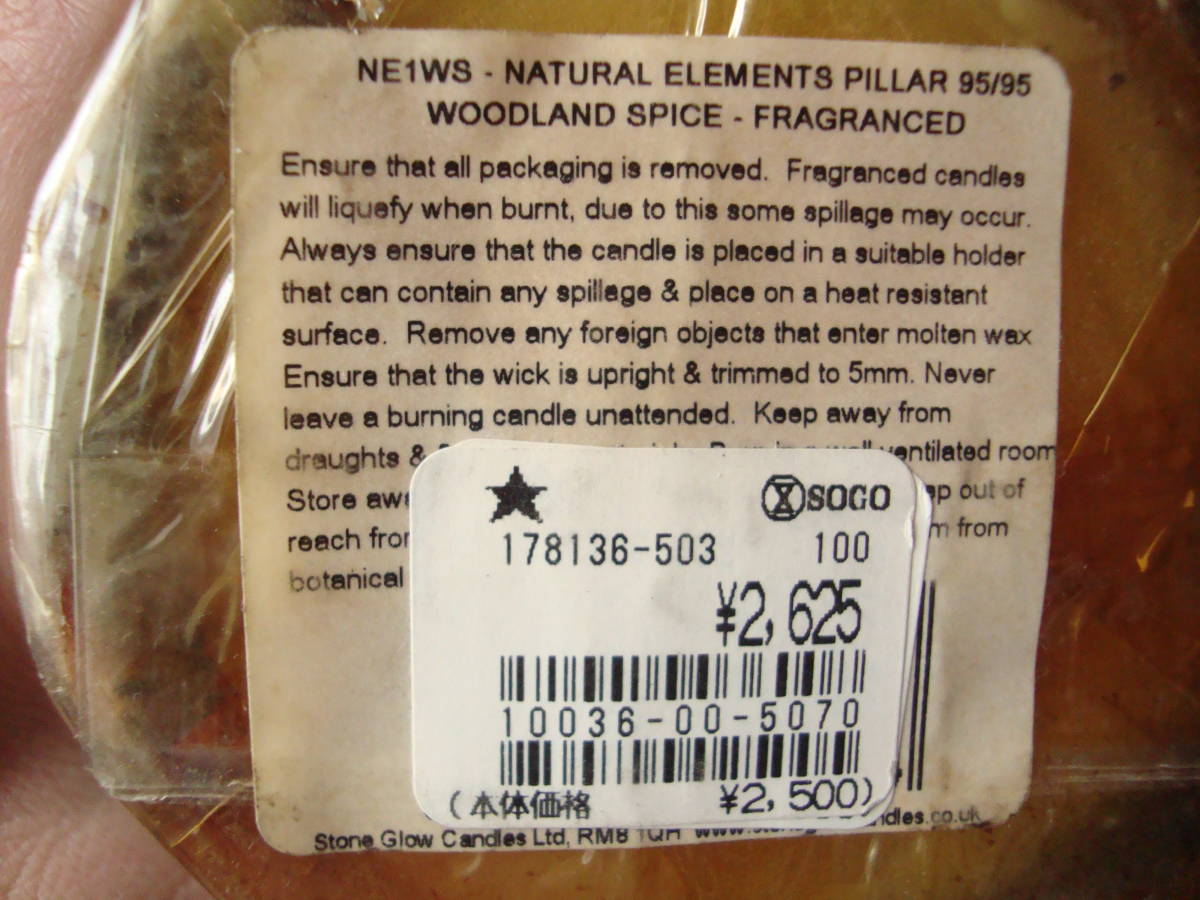 NE1WS - NATURAL ELEMENTS PILLAR 95/95
WOODLAND SPICE - FRAGRANCED
Ensure that all packaging is removed. Fragranced candles
will liquefy when burnt, due to this some spillage may occur.
Always ensure that the candle is placed in a suitable holder
that can contain any spillage & place on a heat resistant
surface. Remove any foreign objects that enter molten wax
Ensure that the wick is upright & trimmed to 5mm. Never
leave a burning candle unattended. Keep away from
draughts & ventilated room
Store out of
reach from
botanical
★ SOGO
178136-503 100
¥2,625
10036-00-5070
(本体価格 ¥2,500)
Stone Glow Candles Ltd, RM8 1QH